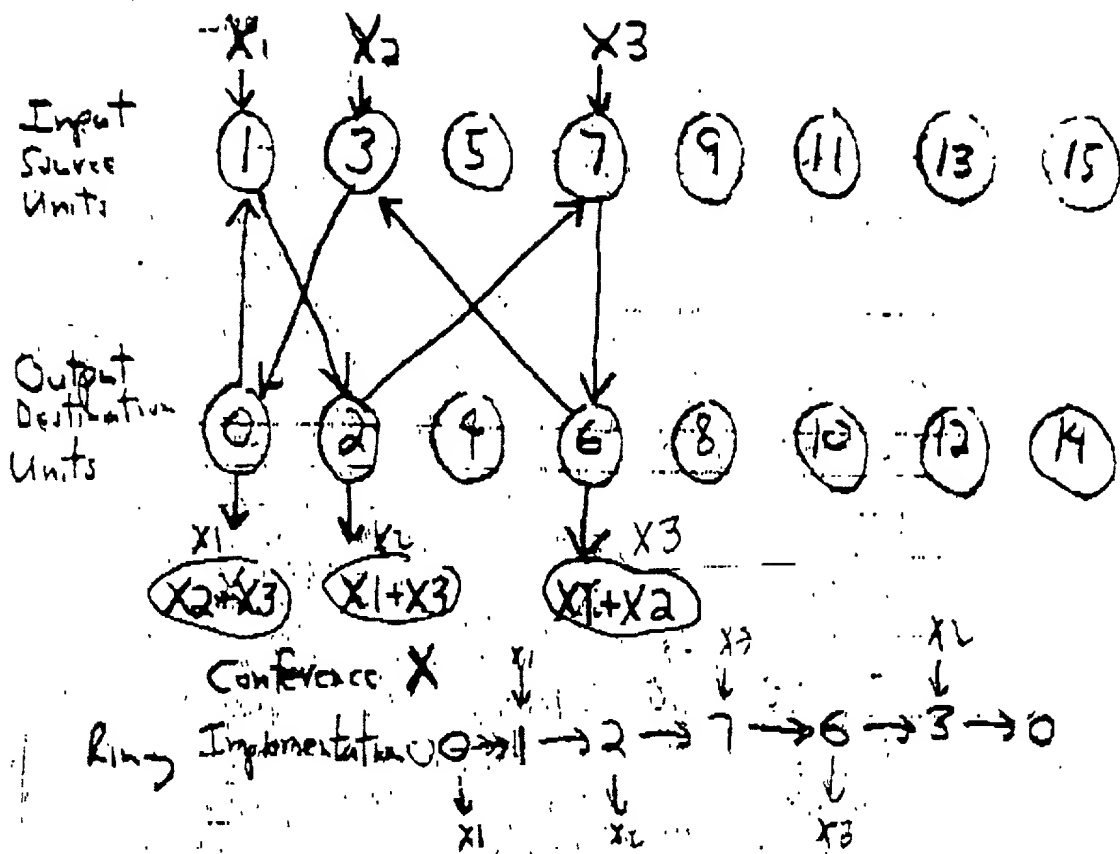 X1 X2 X3
Input
Source
Units
1 3 5 7 9 11 13 15
Output
Destination
Units
0 2 4 6 8 10 12 14
X1 X2 X3
X2+X3 X1+X3 X1+X2
Conference X
X1 X3 X2
Ring Implmentation 0 → 1 → 2 → 7 → 6 → 3 → 0
X1 X2 X3